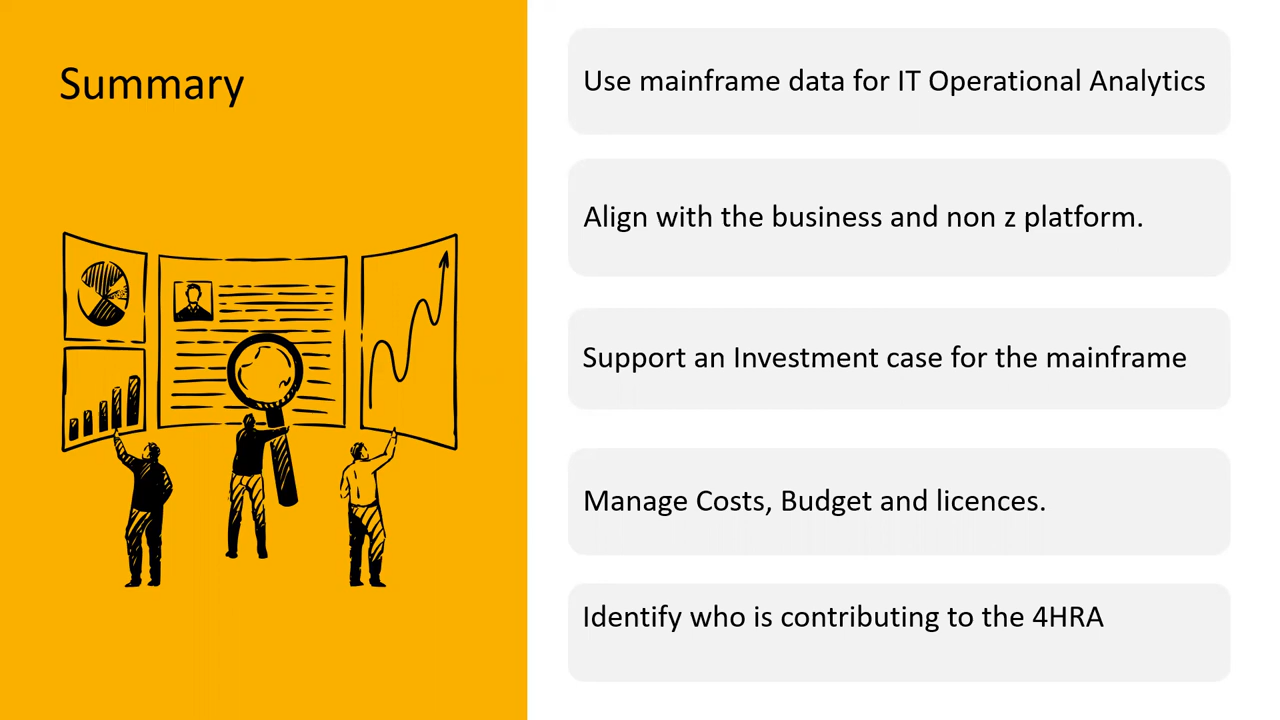 Summary
Use mainframe data for IT Operational Analytics
Align with the business and non z platform.
Support an Investment case for the mainframe
Manage Costs, Budget and licences.
Identify who is contributing to the 4HRA